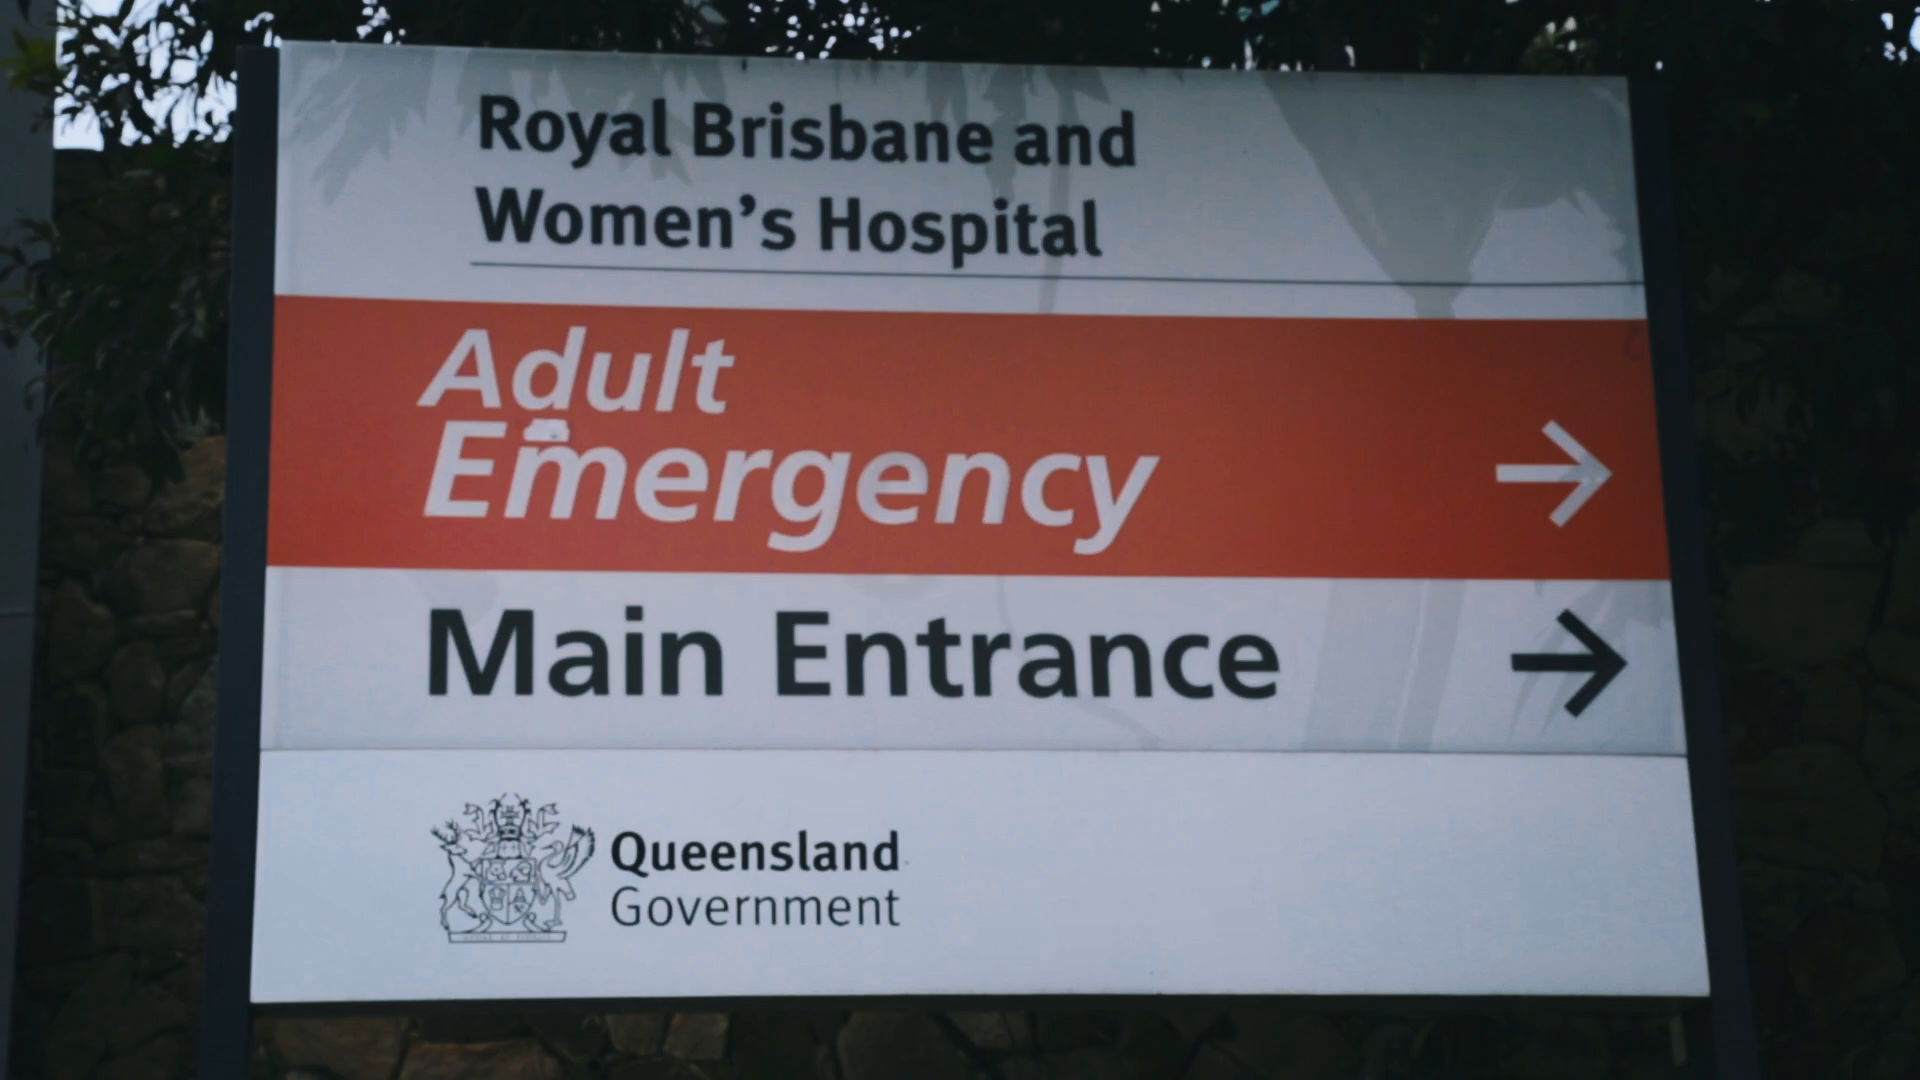 Royal Brisbane and
Women's Hospital
Adult
Emergency
Main Entrance
Queensland
Government